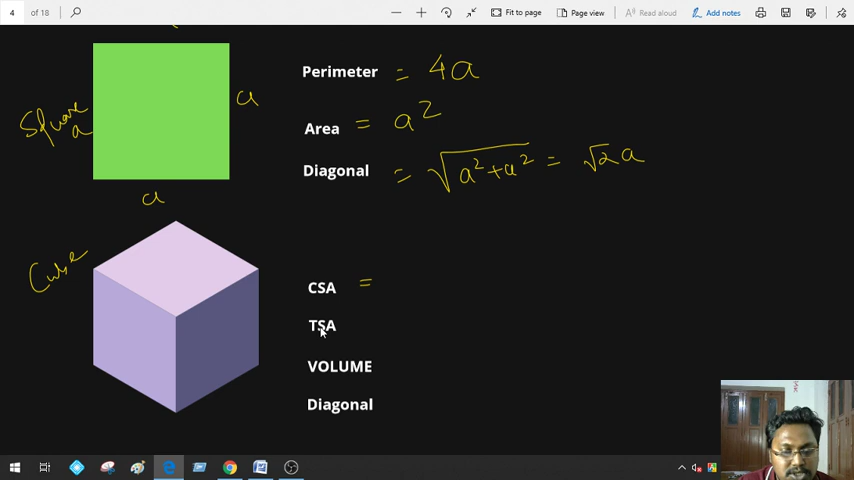 4 of 18 Fit to page Page view Read aloud Add notes
Perimeter = 4a
Square a a
Area = a²
Diagonal = √a²+a² = √2a
a
Cube
CSA =
TSA
VOLUME
Diagonal